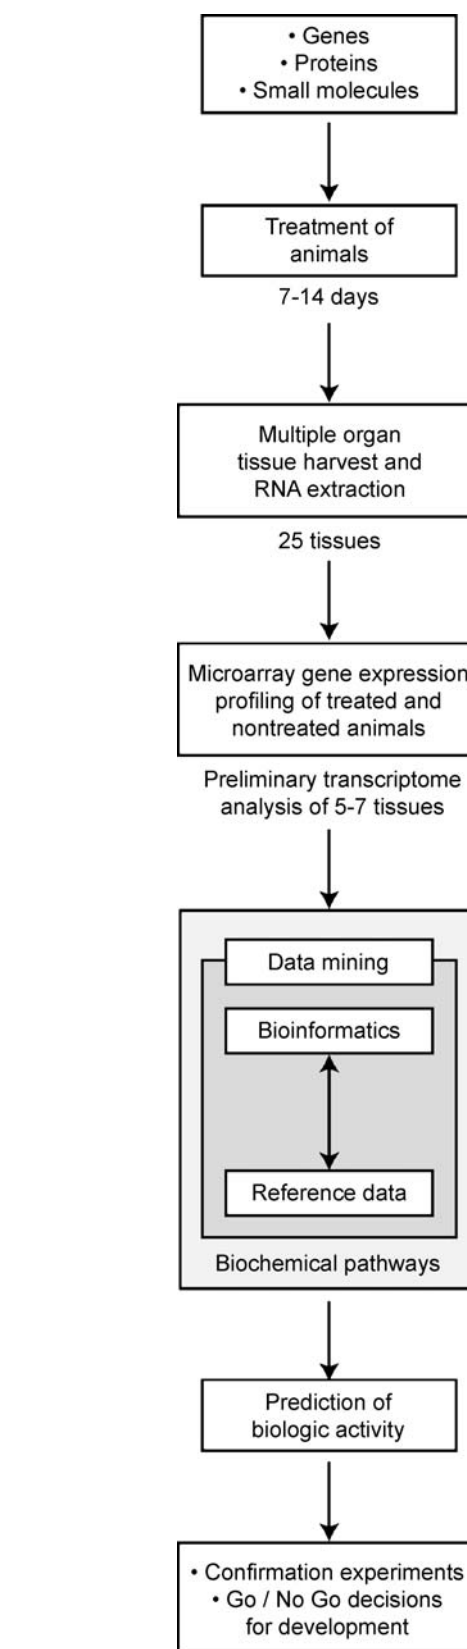 • Genes
• Proteins
• Small molecules
Treatment of
animals
7-14 days
Multiple organ
tissue harvest and
RNA extraction
25 tissues
Microarray gene expression
profiling of treated and
nontreated animals
Preliminary transcriptome
analysis of 5-7 tissues
Data mining
Bioinformatics
Reference data
Biochemical pathways
Prediction of
biologic activity
• Confirmation experiments
• Go / No Go decisions
for development